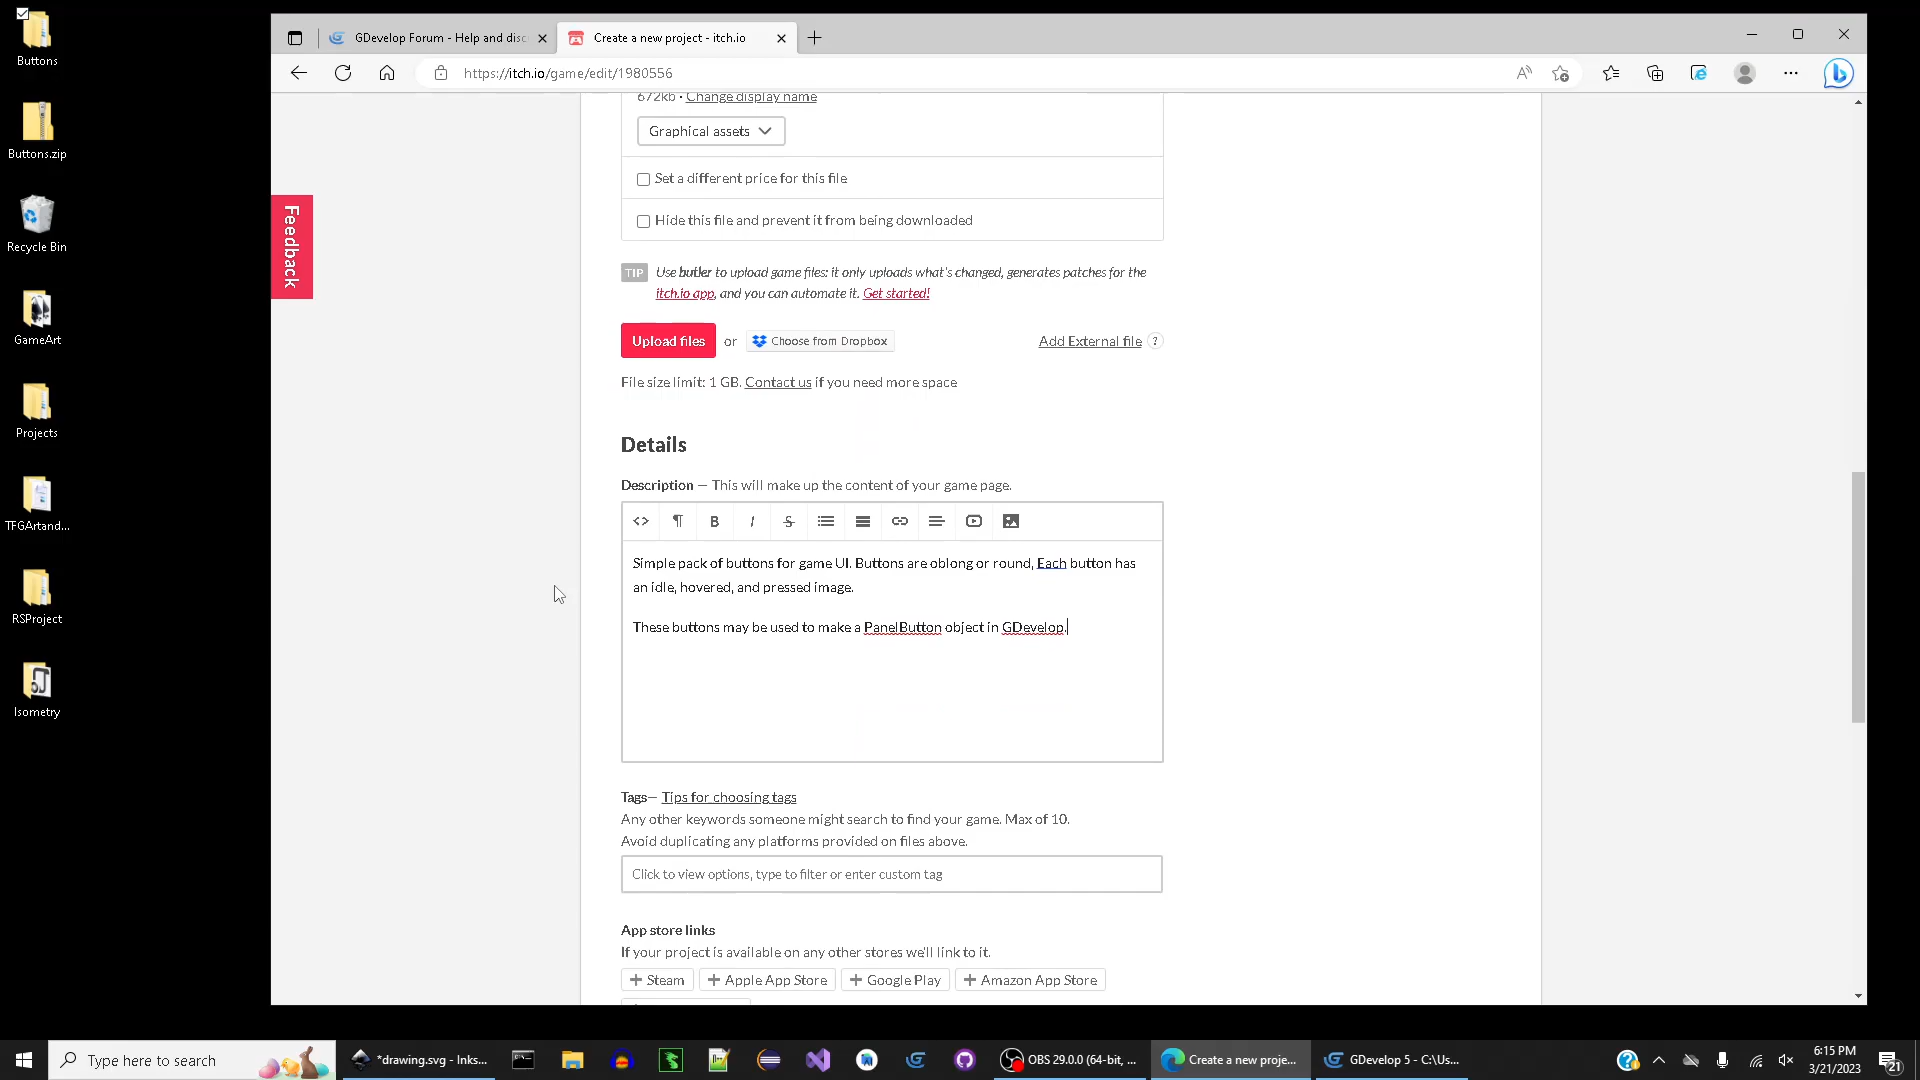 Buttons
Buttons.zip
Recycle Bin
GameArt
Projects
TFGArtand...
RSProject
Isometry
GDevelop Forum - Help and disc
Create a new project - itch.io
https://itch.io/game/edit/1980556
Feedback
672kb • Change display name
Graphical assets
Set a different price for this file
Hide this file and prevent it from being downloaded
TIP Use butler to upload game files: it only uploads what's changed, generates patches for the
itch.io app, and you can automate it. Get started!
Upload files or Choose from Dropbox Add External file ?
File size limit: 1 GB. Contact us if you need more space
Details
Description — This will make up the content of your game page.
Simple pack of buttons for game UI. Buttons are oblong or round, Each button has
an idle, hovered, and pressed image.
These buttons may be used to make a PanelButton object in GDevelop.
Tags— Tips for choosing tags
Any other keywords someone might search to find your game. Max of 10.
Avoid duplicating any platforms provided on files above.
Click to view options, type to filter or enter custom tag
App store links
If your project is available on any other stores we'll link to it.
Steam Apple App Store Google Play Amazon App Store
Type here to search
*drawing.svg - Inks...
OBS 29.0.0 (64-bit, ...
Create a new proje...
GDevelop 5 - C:\Us...
6:15 PM
3/21/2023
21